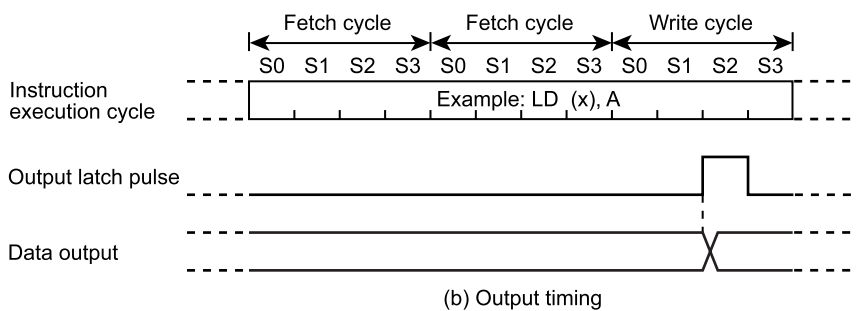 Fetch cycle Fetch cycle Write cycle
S0 S1 S2 S3 S0 S1 S2 S3 S0 S1 S2 S3
Instruction
execution cycle
Example: LD (x), A
Output latch pulse
Data output
(b) Output timing